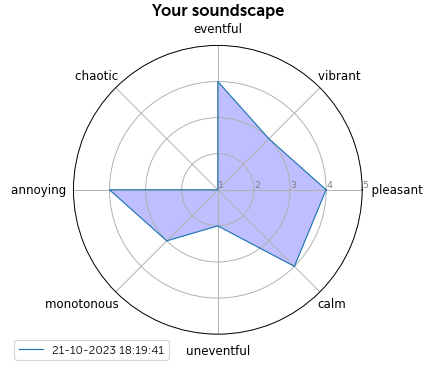 Your soundscape
eventful
chaotic
vibrant
annoying
1
2
3
4
5
pleasant
monotonous
calm
uneventful
21-10-2023 18:19:41